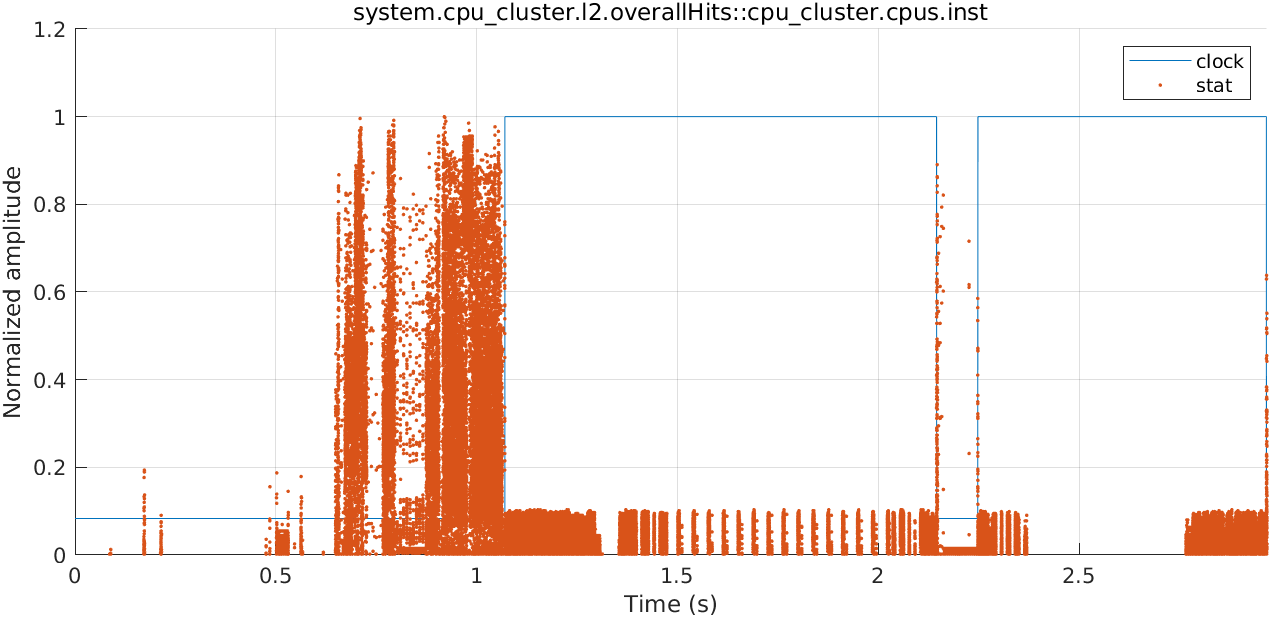 system.cpu_cluster.l2.overallHits::cpu_cluster.cpus.inst
1.2
1
0.8
0.6
0.4
0.2
0
Normalized amplitude
clock
stat
0 0.5 1 1.5 2 2.5
Time (s)